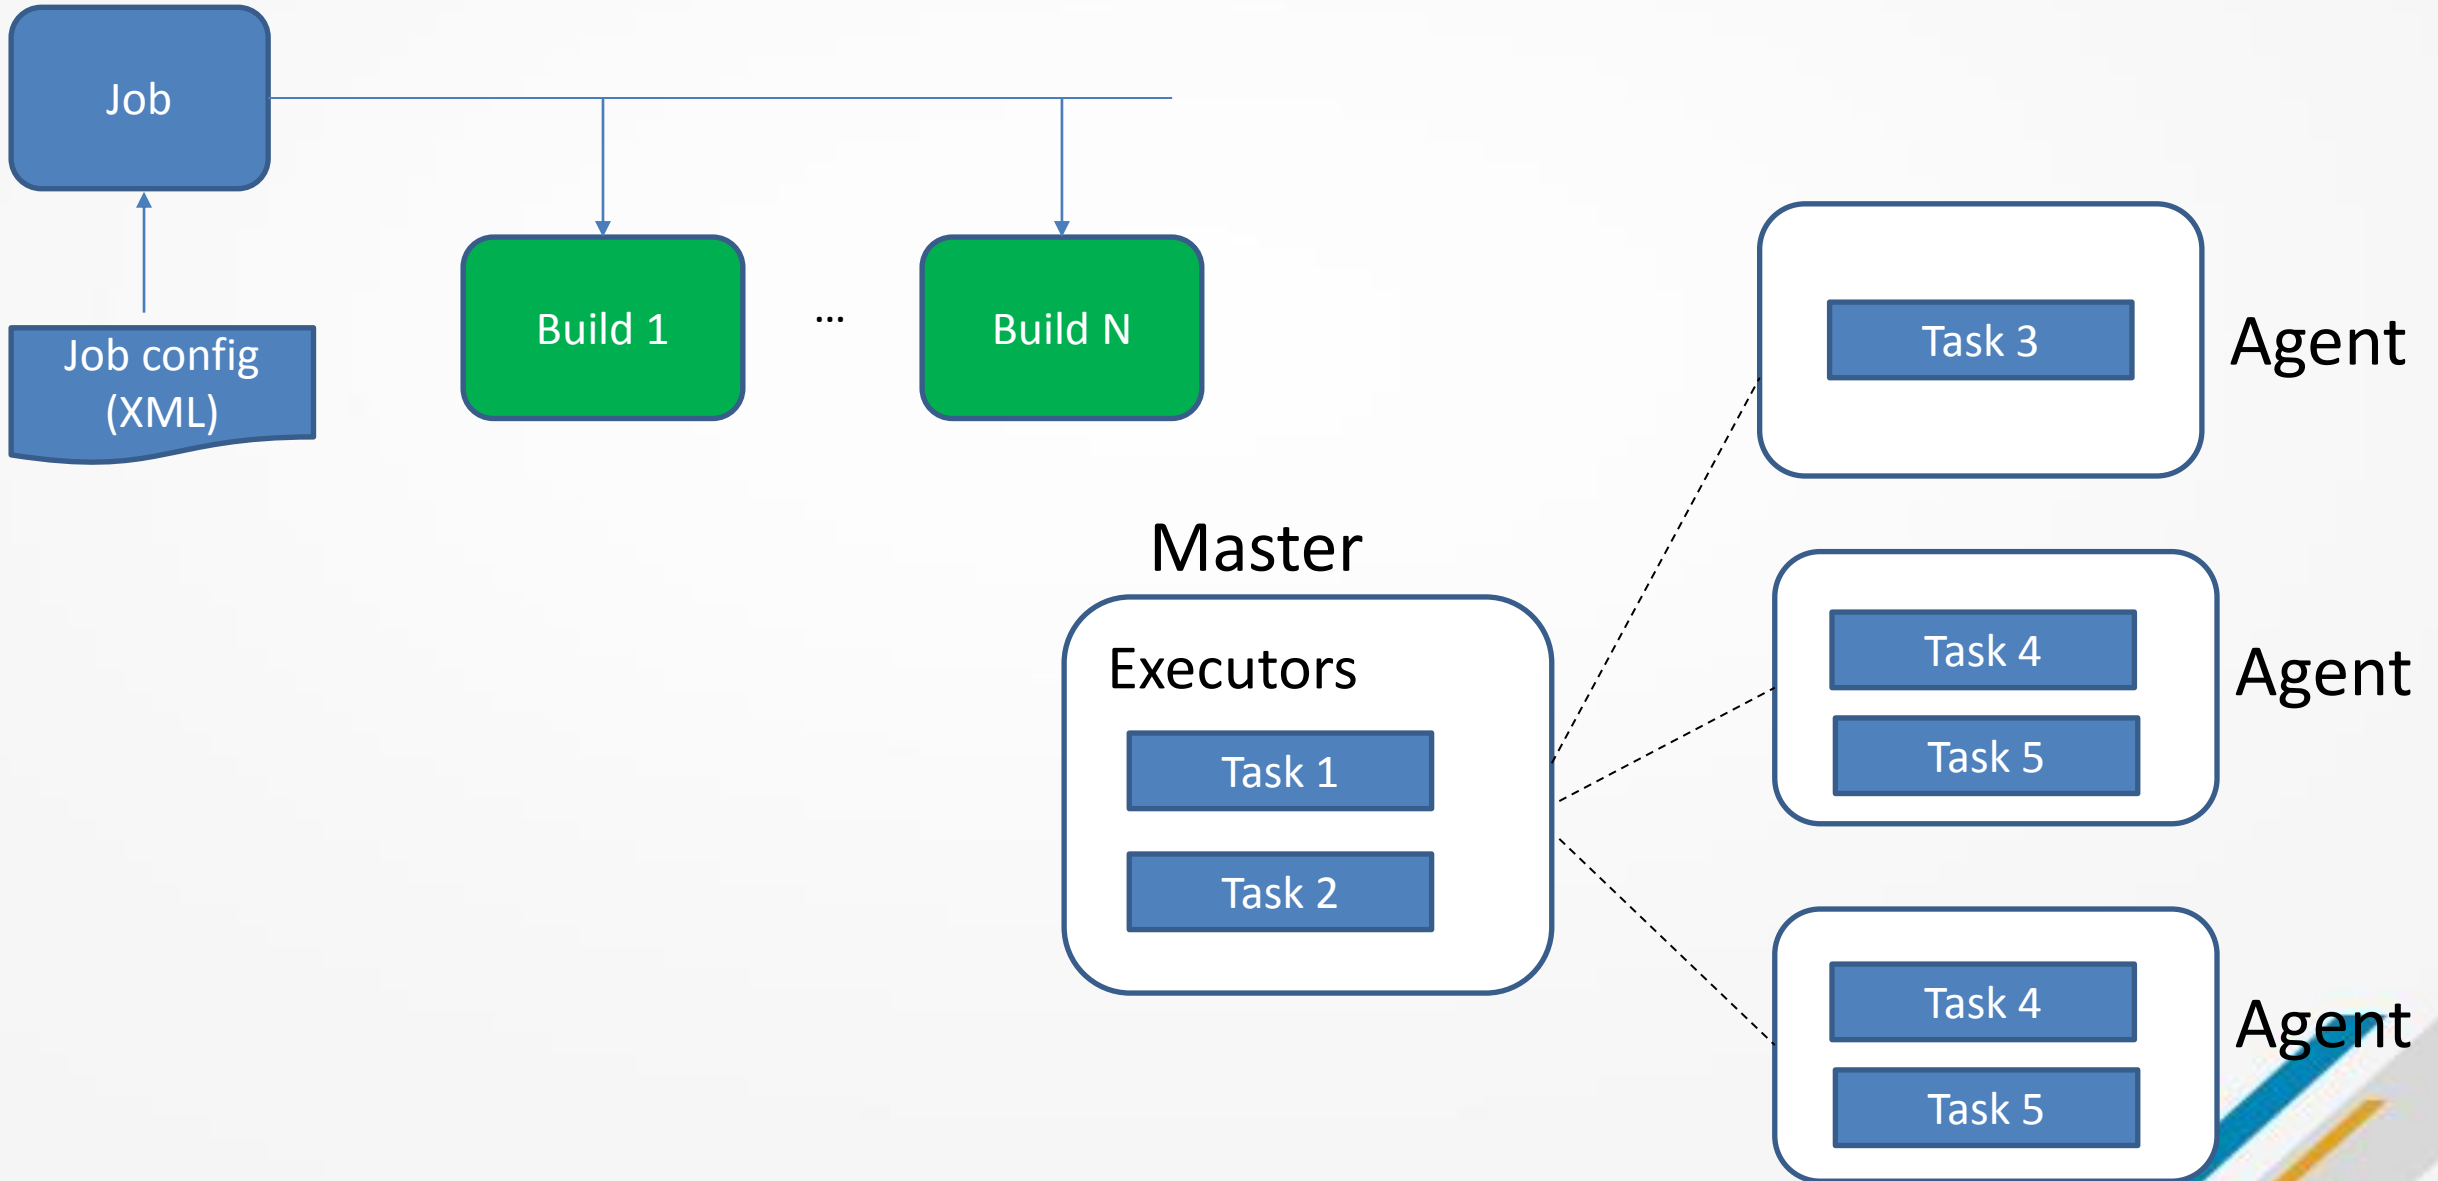 Job
Job config
(XML)
Build 1
...
Build N
Master
Executors
Task 1
Task 2
Task 3
Agent
Task 4
Task 5
Agent
Task 4
Task 5
Agent